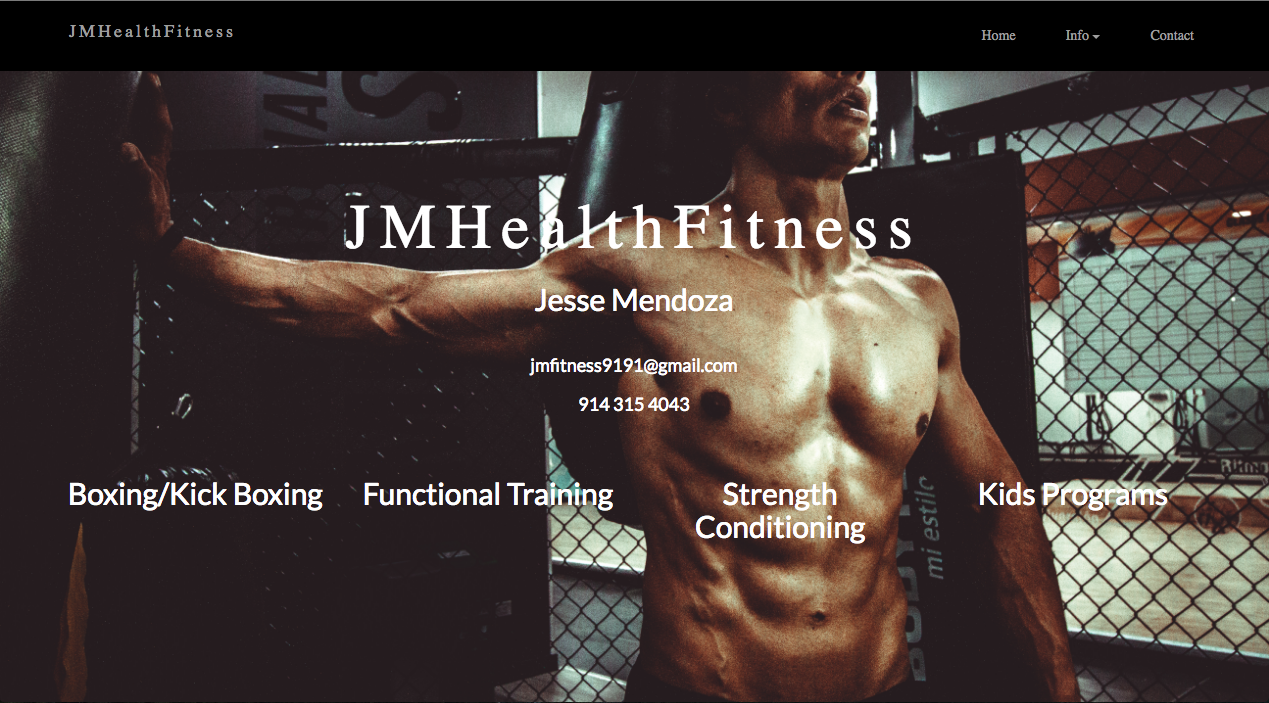 JMHealthFitness
Home
Info
Contact
JMHealthFitness
Jesse Mendoza
jmfitness9191@gmail.com
914 315 4043
Boxing/Kick Boxing
Functional Training
Strength
Conditioning
Kids Programs
mi estilo